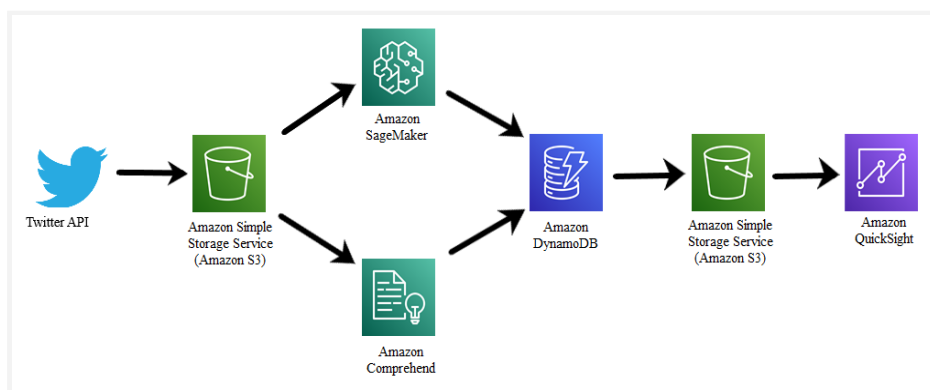 Twitter API
Amazon Simple
Storage Service
(Amazon S3)
Amazon
SageMaker
Amazon
Comprehend
Amazon
DynamoDB
Amazon Simple
Storage Service
(Amazon S3)
Amazon
QuickSight